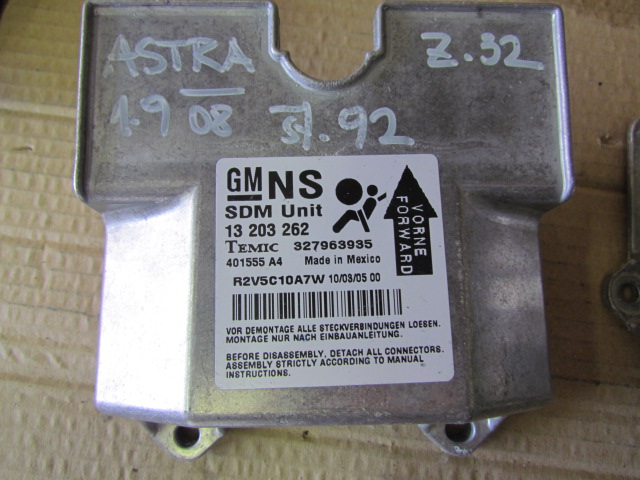 ASTRA Z.32
1.9 08 st. 92
GM NS
SDM Unit
13 203 262
TEMIC 327963935
401555 A4 Made in Mexico
VORNE
FORWARD
R2V5C10A7W 10/03/05 00
VOR DEMONTAGE ALLE STECKVERBINDUNGEN LOESEN.
MONTAGE NUR NACH EINBAUANLEITUNG.
BEFORE DISASSEMBLY, DETACH ALL CONNECTORS.
ASSEMBLY STRICTLY ACCORDING TO MANUAL
INSTRUCTIONS.